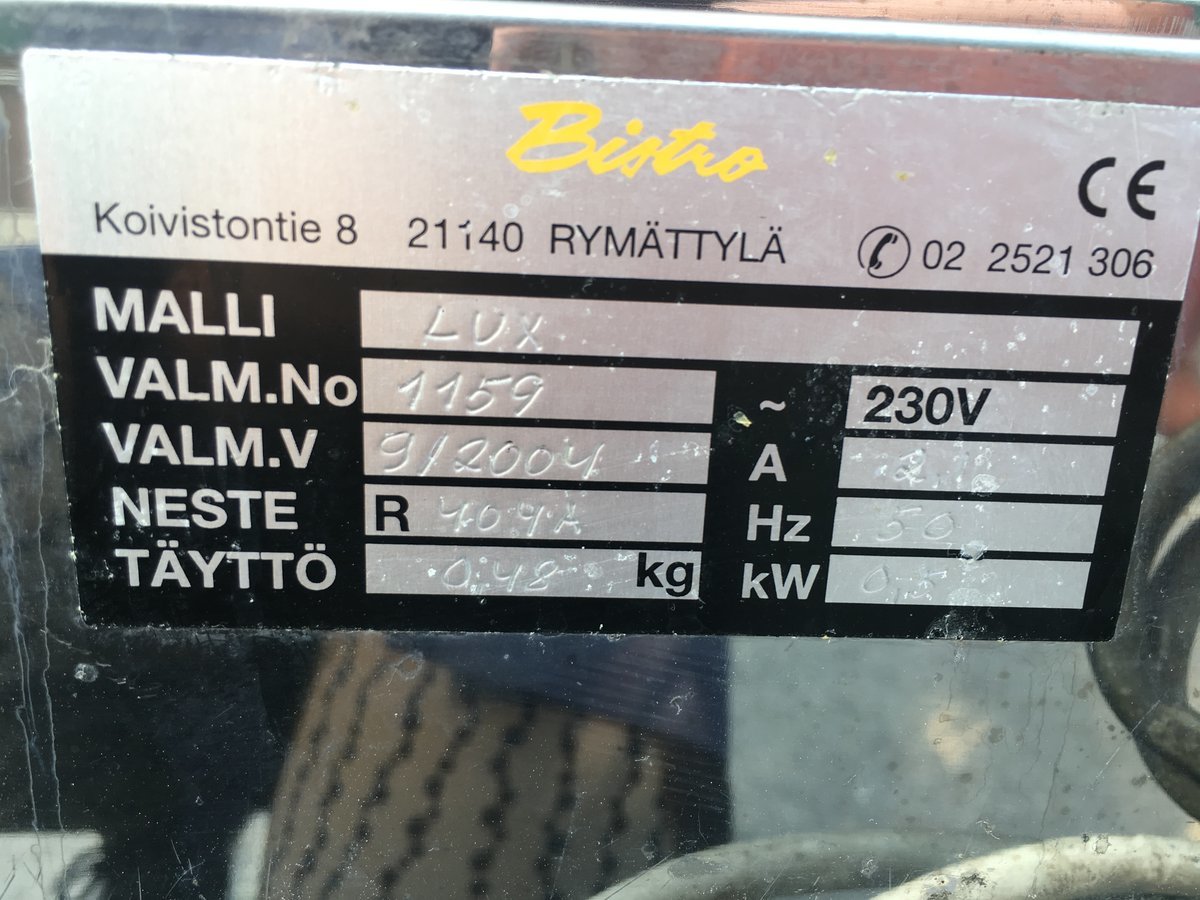 Bistro
CE
Koivistontie 8 21140 RYMÄTTYLÄ 02 2521 306
MALLI LUX
VALM.No 1159 ~ 230V
VALM.V 9/2004 A
NESTE R 404A Hz 50
TÄYTTÖ 0,48 kg kW